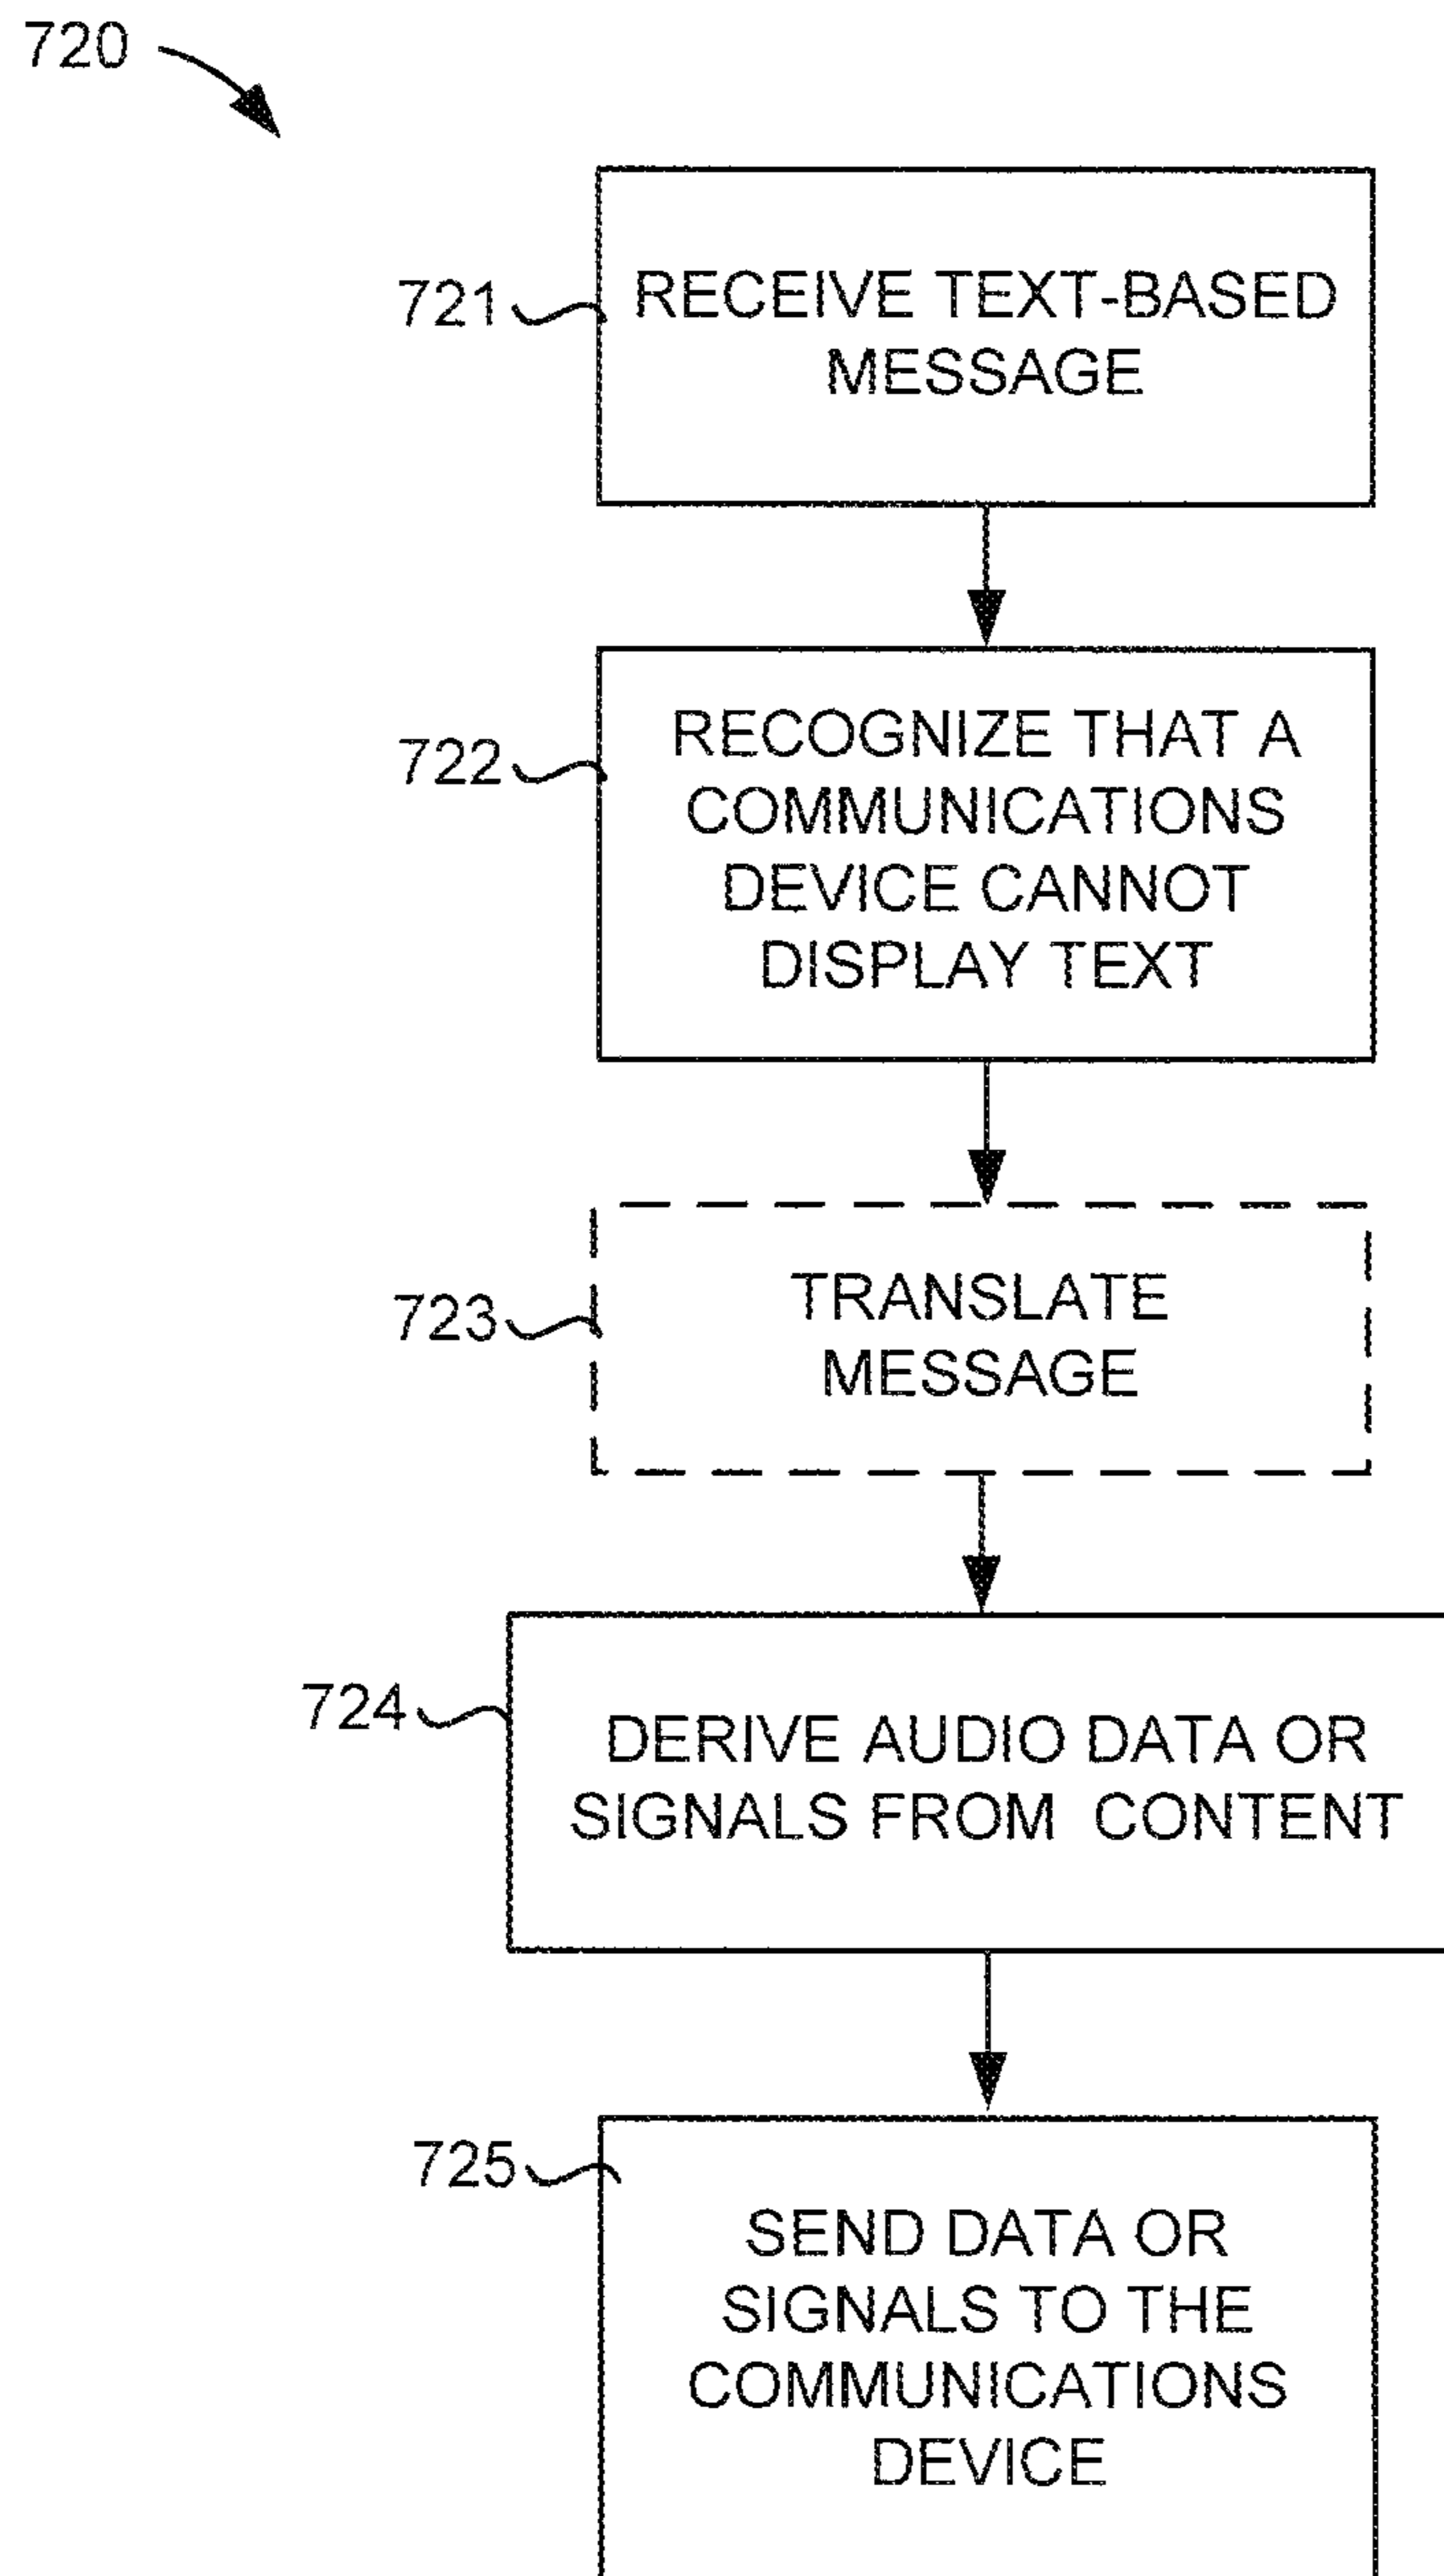 720
721
RECEIVE TEXT-BASED
MESSAGE
722
RECOGNIZE THAT A
COMMUNICATIONS
DEVICE CANNOT
DISPLAY TEXT
723
TRANSLATE
MESSAGE
724
DERIVE AUDIO DATA OR
SIGNALS FROM CONTENT
725
SEND DATA OR
SIGNALS TO THE
COMMUNICATIONS
DEVICE